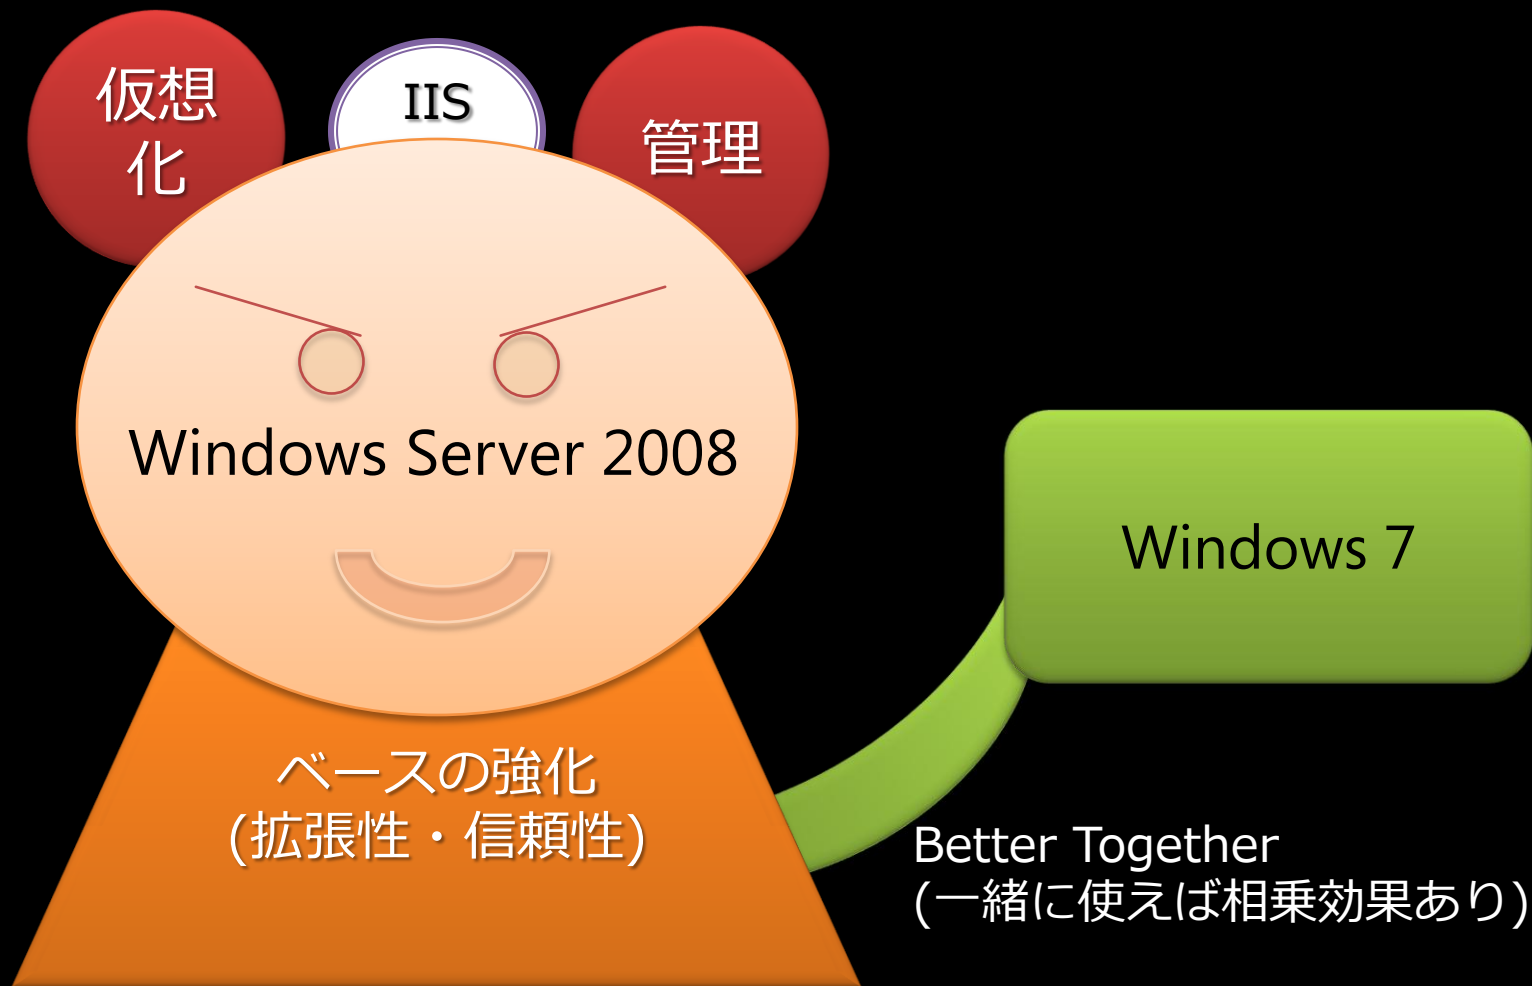 仮想
化
IIS
管理
Windows Server 2008
Windows 7
ベースの強化
(拡張性・信頼性)
Better Together
(一緒に使えば相乗効果あり)